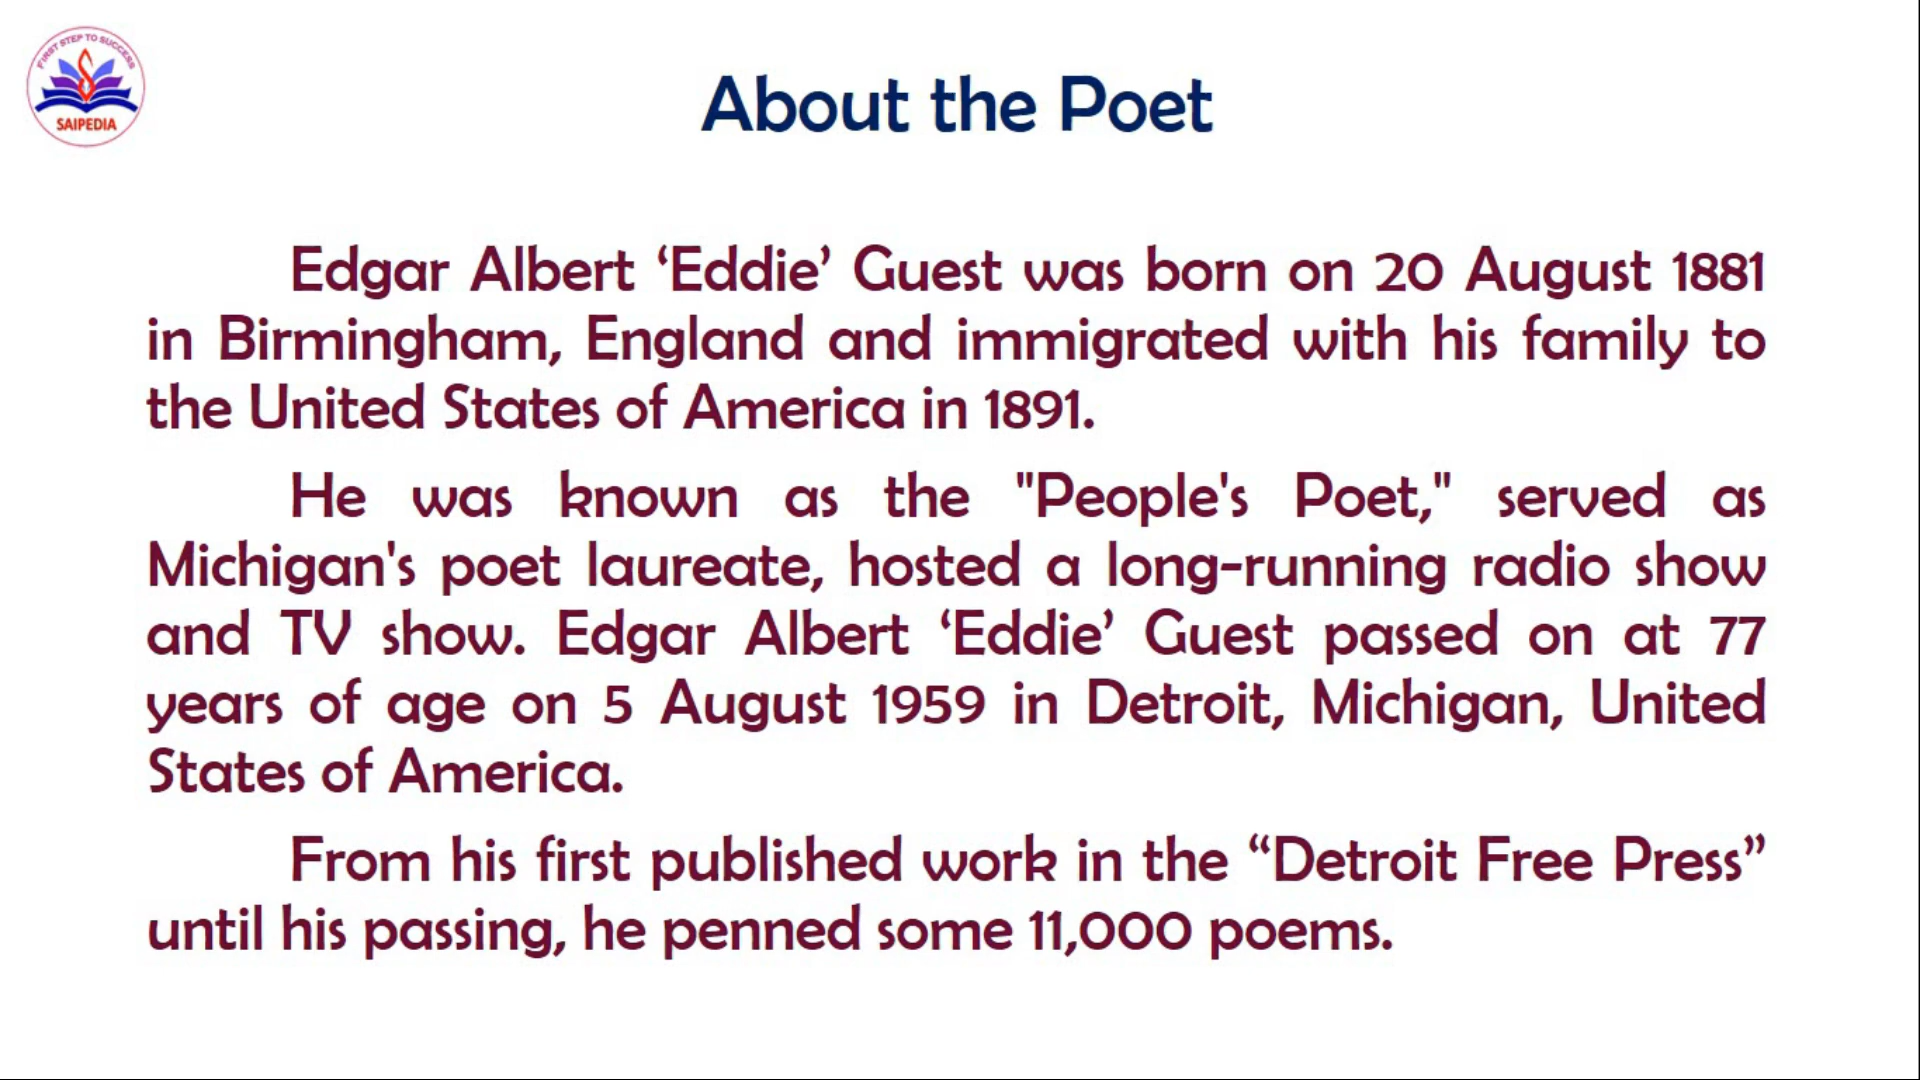 FIRST STEP TO SUCCESS
SAIPEDIA
About the Poet
Edgar Albert ‘Eddie’ Guest was born on 20 August 1881
in Birmingham, England and immigrated with his family to
the United States of America in 1891.
He was known as the "People's Poet," served as
Michigan's poet laureate, hosted a long-running radio show
and TV show. Edgar Albert ‘Eddie’ Guest passed on at 77
years of age on 5 August 1959 in Detroit, Michigan, United
States of America.
From his first published work in the “Detroit Free Press”
until his passing, he penned some 11,000 poems.